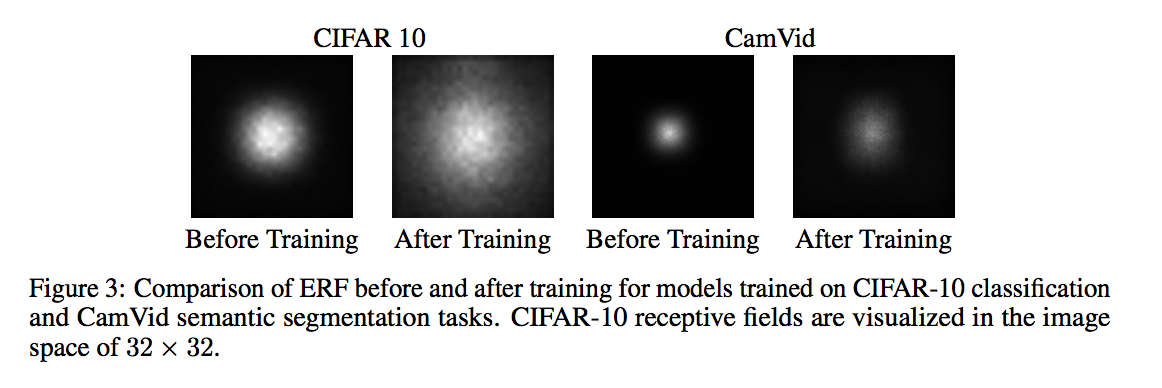 CIFAR 10 CamVid
Before Training After Training Before Training After Training
Figure 3: Comparison of ERF before and after training for models trained on CIFAR-10 classification
and CamVid semantic segmentation tasks. CIFAR-10 receptive fields are visualized in the image
space of 32 × 32.